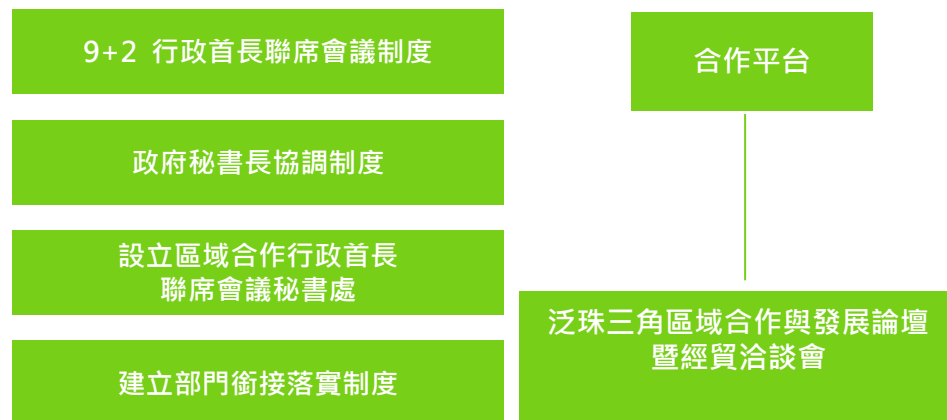 9+2 行政首長聯席會議制度
政府秘書長協調制度
設立區域合作行政首長
聯席會議秘書處
建立部門銜接落實制度
合作平台
泛珠三角區域合作與發展論壇
暨經貿洽談會